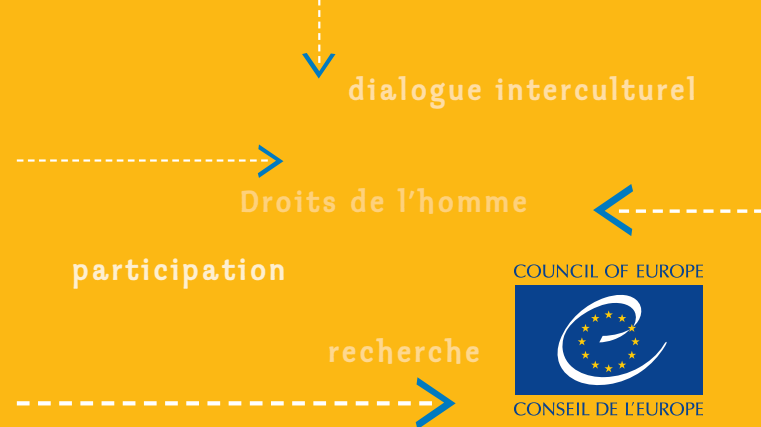 dialogue interculturel
Droits de l'homme
participation
COUNCIL OF EUROPE
recherche
CONSEIL DE L'EUROPE